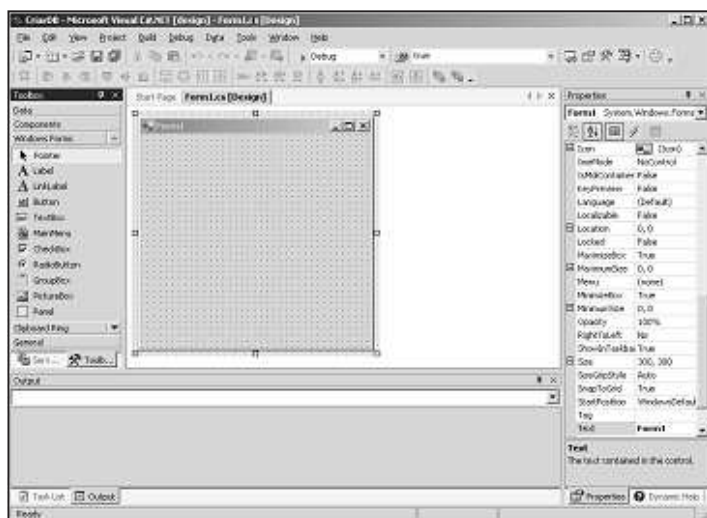 CriarDB - Microsoft Visual C#.NET [design] - Form1.cs [Design]
File Edit View Project Build Debug Data Tools Window Help
Debug
Toolbox
Data
Components
Windows Forms
Pointer
Label
LinkLabel
Button
TextBox
MainMenu
CheckBox
RadioButton
GroupBox
PictureBox
Panel
Clipboard Ring
General
Serv... Toolb...
Start Page Form1.cs [Design]
Form1
Properties
Form1 System.Windows.Forms
Icon (Icon)
ImeMode NoControl
IsMdiContainer False
KeyPreview False
Language (Default)
Localizable False
Location 0, 0
Locked False
MaximizeBox True
MaximumSize 0, 0
Menu (none)
MinimizeBox True
MinimumSize 0, 0
Opacity 100%
RightToLeft No
ShowInTaskba True
Size 300, 300
SizeGripStyle Auto
SnapToGrid True
StartPosition WindowsDefaul
Tag
Text Form1
Text
The text contained in the control.
Output
Task List Output
Properties Dynamic Help
Ready